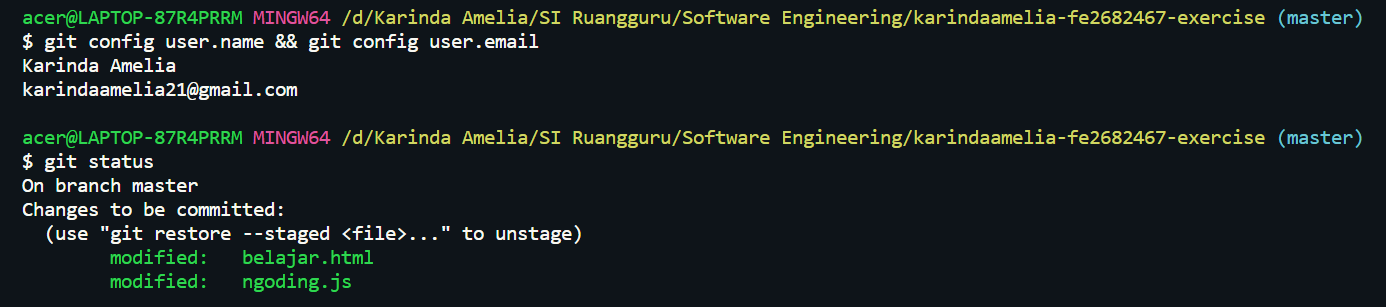 acer@LAPTOP-87R4PRRM MINGW64 /d/Karinda Amelia/SI Ruangguru/Software Engineering/karindaamelia-fe2682467-exercise (master)
$ git config user.name && git config user.email
Karinda Amelia
karindaamelia21@gmail.com
acer@LAPTOP-87R4PRRM MINGW64 /d/Karinda Amelia/SI Ruangguru/Software Engineering/karindaamelia-fe2682467-exercise (master)
$ git status
On branch master
Changes to be committed:
(use "git restore --staged <file>..." to unstage)
modified: belajar.html
modified: ngoding.js